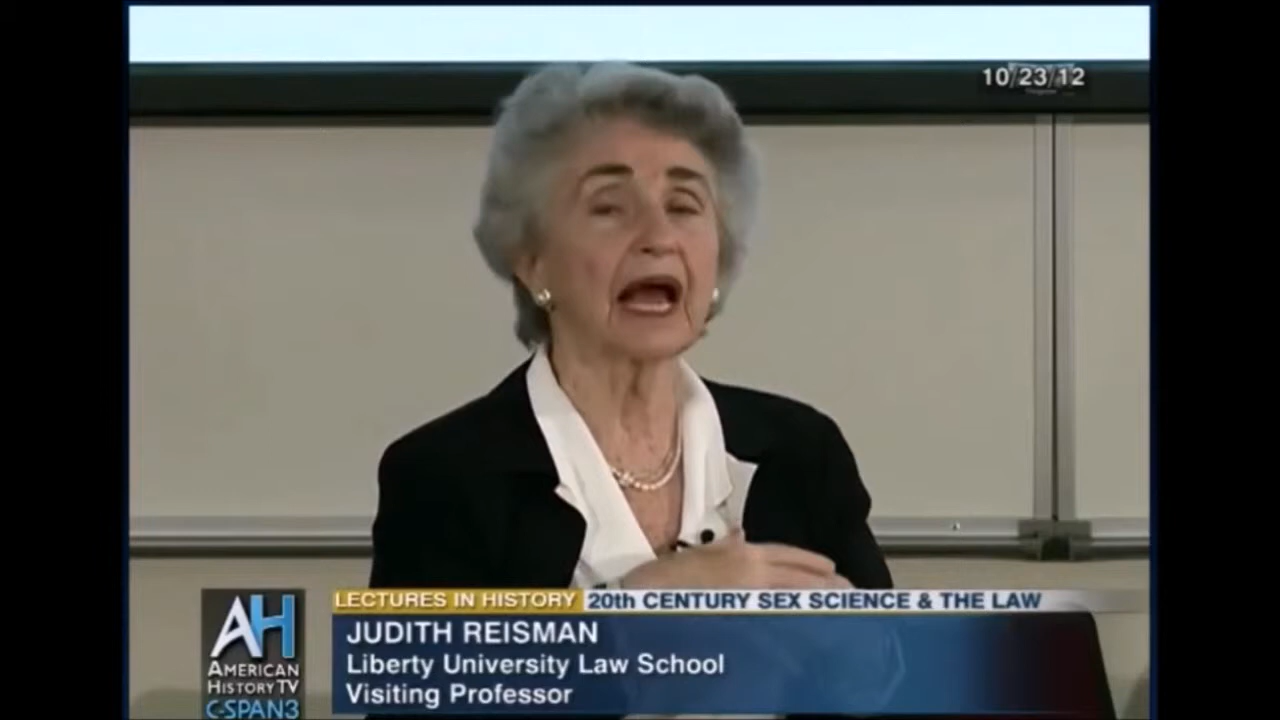 10/23/12
LECTURES IN HISTORY 20th CENTURY SEX SCIENCE & THE LAW
JUDITH REISMAN
Liberty University Law School
Visiting Professor
AH
AMERICAN
HISTORY TV
C-SPAN3